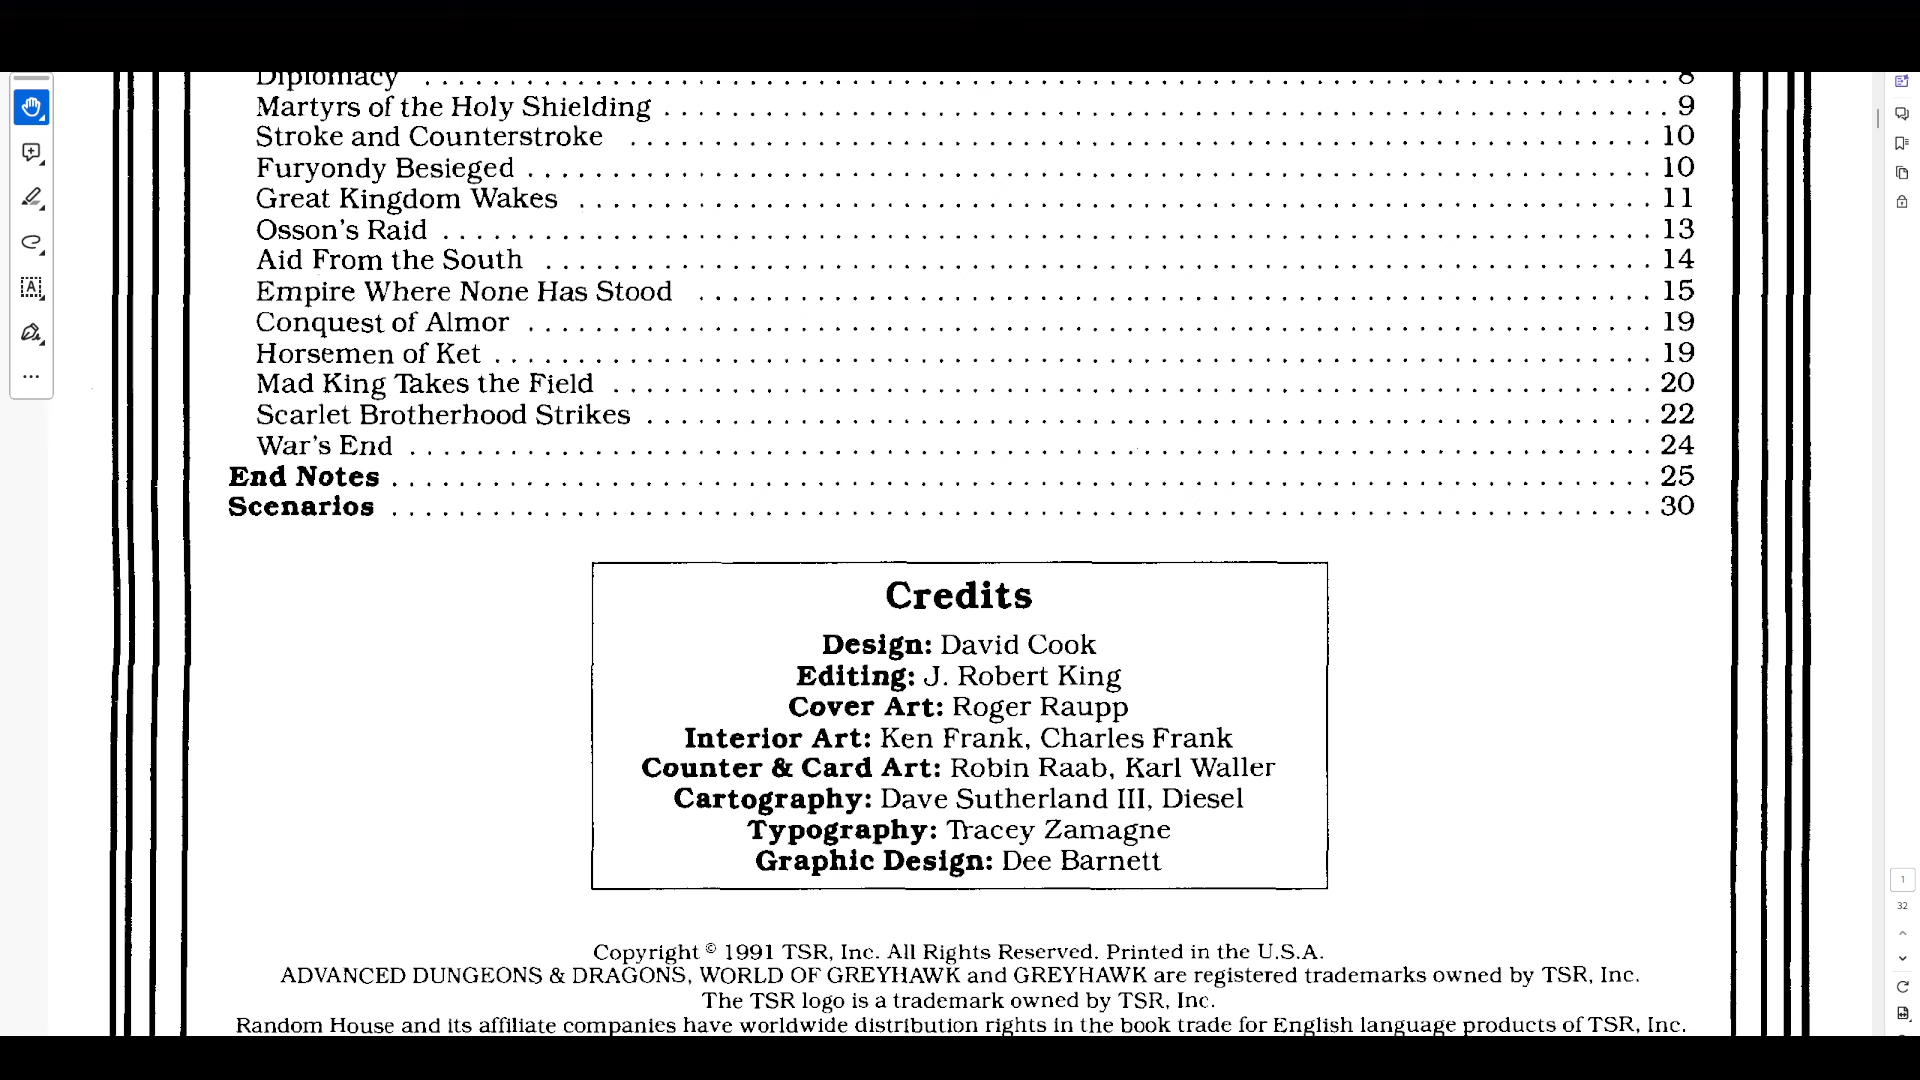 Diplomacy . . . . . . . . . . . . . . . . . . . . . . . . . . . . . . . . . . . . . . . . 8
Martyrs of the Holy Shielding . . . . . . . . . . . . . . . . . . . . . . . . . . . . . . 9
Stroke and Counterstroke . . . . . . . . . . . . . . . . . . . . . . . . . . . . . . 10
Furyondy Besieged . . . . . . . . . . . . . . . . . . . . . . . . . . . . . . 10
Great Kingdom Wakes . . . . . . . . . . . . . . . . . . . . . . . . . . . . . . 11
Osson's Raid . . . . . . . . . . . . . . . . . . . . . . . . . . . . . . 13
Aid From the South . . . . . . . . . . . . . . . . . . . . . . . . . . . . . . 14
Empire Where None Has Stood . . . . . . . . . . . . . . . . . . . . . . . . . . . . . . 15
Conquest of Almor . . . . . . . . . . . . . . . . . . . . . . . . . . . . . . 19
Horsemen of Ket . . . . . . . . . . . . . . . . . . . . . . . . . . . . . . 19
Mad King Takes the Field . . . . . . . . . . . . . . . . . . . . . . . . . . . . . . 20
Scarlet Brotherhood Strikes . . . . . . . . . . . . . . . . . . . . . . . . . . . . . . 22
War's End . . . . . . . . . . . . . . . . . . . . . . . . . . . . . . 24
End Notes . . . . . . . . . . . . . . . . . . . . . . . . . . . . . . 25
Scenarios . . . . . . . . . . . . . . . . . . . . . . . . . . . . . . 30
Credits
Design: David Cook
Editing: J. Robert King
Cover Art: Roger Raupp
Interior Art: Ken Frank, Charles Frank
Counter & Card Art: Robin Raab, Karl Waller
Cartography: Dave Sutherland III, Diesel
Typography: Tracey Zamagne
Graphic Design: Dee Barnett
Copyright © 1991 TSR, Inc. All Rights Reserved. Printed in the U.S.A.
ADVANCED DUNGEONS & DRAGONS, WORLD OF GREYHAWK and GREYHAWK are registered trademarks owned by TSR, Inc.
The TSR logo is a trademark owned by TSR, Inc.
Random House and its affiliate companies have worldwide distribution rights in the book trade for English language products of TSR, Inc.
1
32